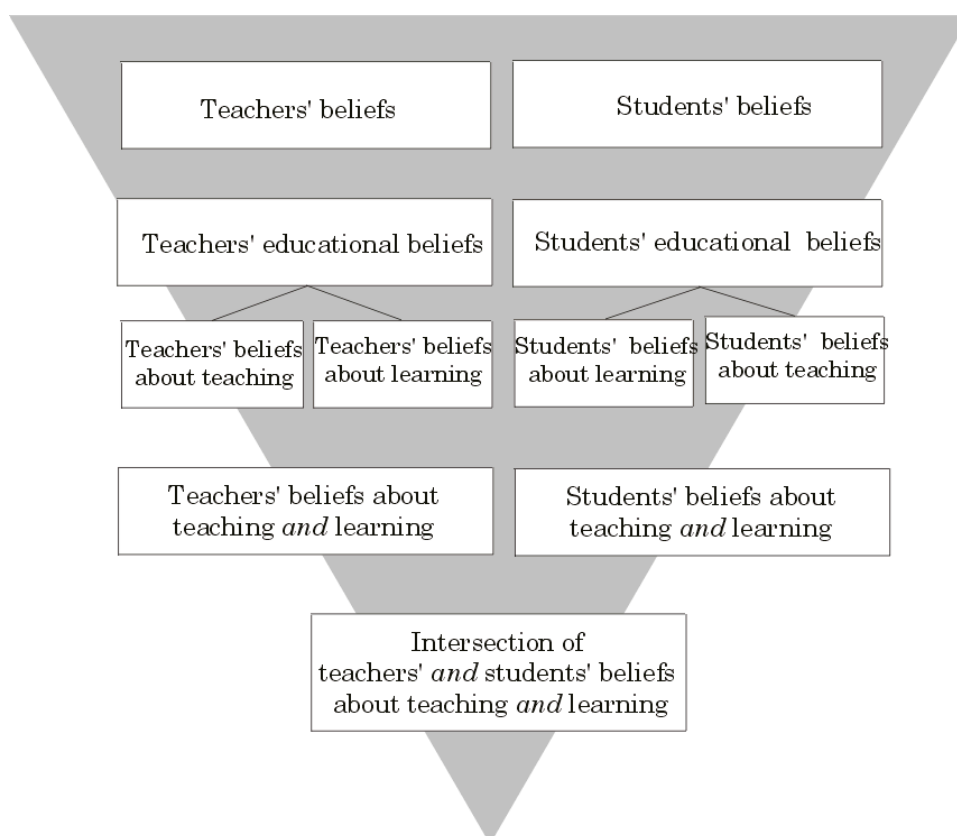 Teachers' beliefs
Students' beliefs
Teachers' educational beliefs
Students' educational beliefs
Teachers' beliefs
about teaching
Teachers' beliefs
about learning
Students' beliefs
about learning
Students' beliefs
about teaching
Teachers' beliefs about
teaching and learning
Students' beliefs about
teaching and learning
Intersection of
teachers' and students' beliefs
about teaching and learning